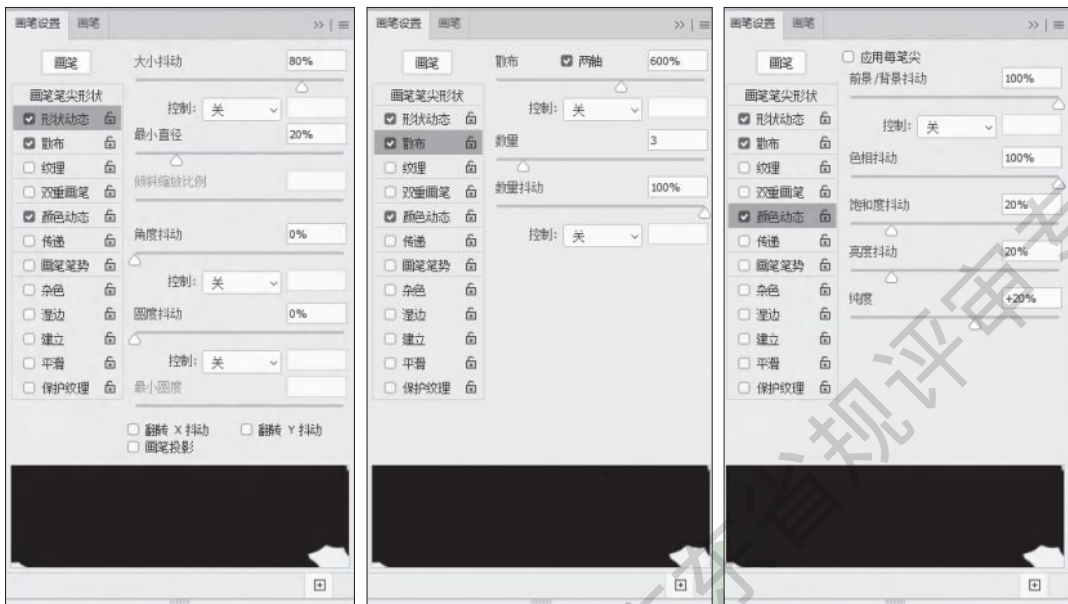 画笔设置 画笔
画笔
大小抖动 80%
画笔笔尖形状
控制: 关
形状动态
最小直径 20%
散布
纹理
倾斜缩放比例
双重画笔
颜色动态
角度抖动 0%
传递
画笔笔势
控制: 关
杂色
湿边
圆度抖动 0%
建立
平滑
控制: 关
保护纹理
最小圆度
翻转 X 抖动 翻转 Y 抖动
画笔投影
画笔设置 画笔
画笔
散布 两轴 600%
画笔笔尖形状
控制: 关
形状动态
散布
数量 3
纹理
双重画笔
数量抖动 100%
颜色动态
传递
控制: 关
画笔笔势
杂色
湿边
建立
平滑
保护纹理
画笔设置 画笔
画笔
应用每笔尖
前景/背景抖动 100%
画笔笔尖形状
形状动态
控制: 关
散布
纹理
色相抖动 100%
双重画笔
饱和度抖动 20%
颜色动态
传递
亮度抖动 20%
画笔笔势
杂色
纯度 +20%
湿边
建立
平滑
保护纹理
东省规评审专